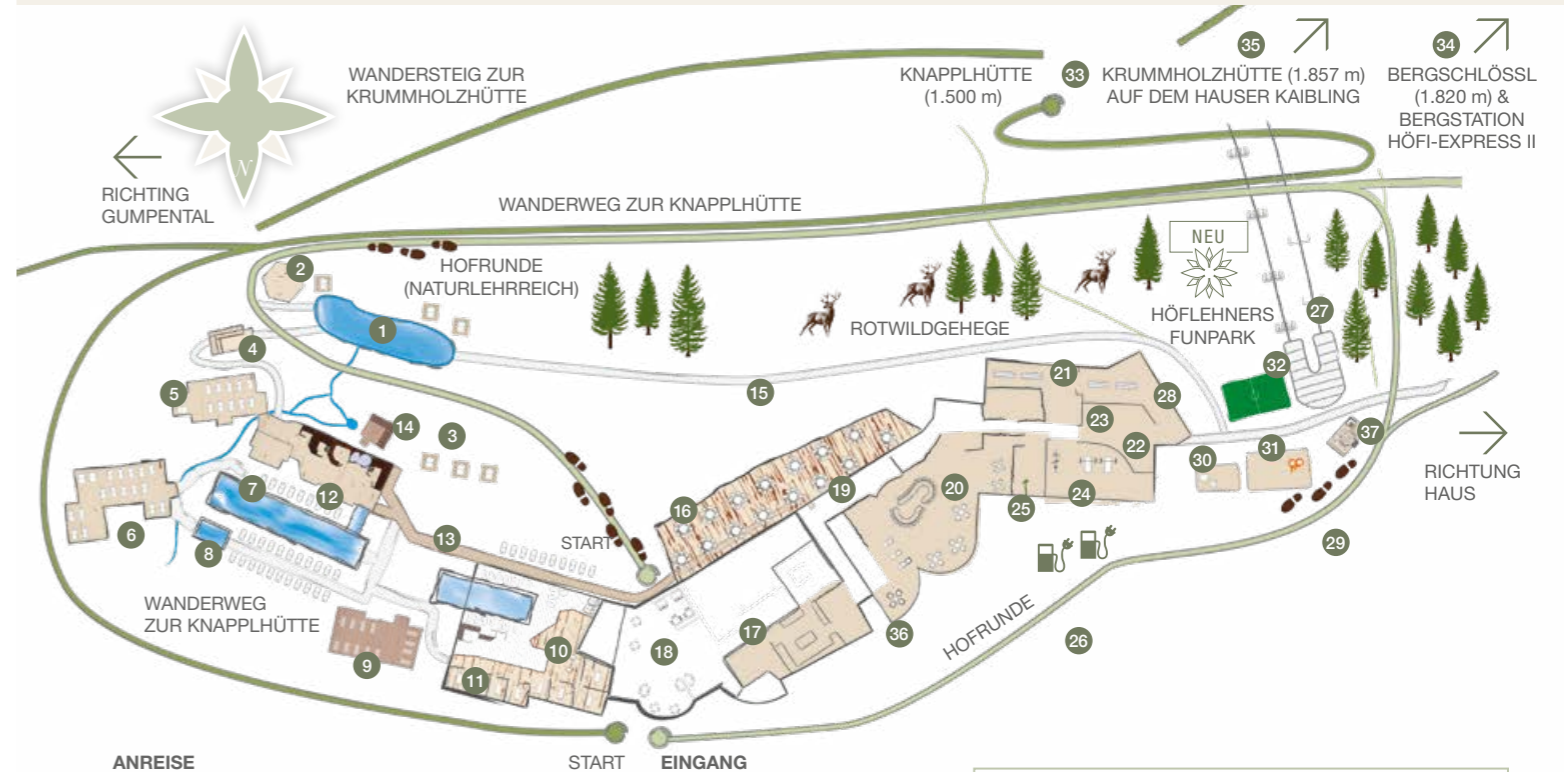 35
34
WANDERSTEIG ZUR
KRUMMHOLZHÜTTE
KNAPPLHÜTTE
(1.500 m)
33
KRUMMHOLZHÜTTE (1.857 m)
AUF DEM HAUSER KAIBLING
BERGSCHLÖSSL
(1.820 m) &
BERGSTATION
HÖFI-EXPRESS II
N
RICHTING
GUMPENTAL
WANDERWEG ZUR KNAPPLHÜTTE
NEU
HÖFLEHNERS
FUNPARK
2
HOFRUNDE
(NATURLEHRREICH)
ROTWILDGEHEGE
27
1
4
5
15
21
32
28
14
3
23
22
37
RICHTUNG
HAUS
7
12
16
19
20
30
31
24
25
6
8
13
START
29
WANDERWEG
ZUR KNAPPLHÜTTE
9
10
11
18
17
36
HOFRUNDE
26
ANREISE
START
EINGANG